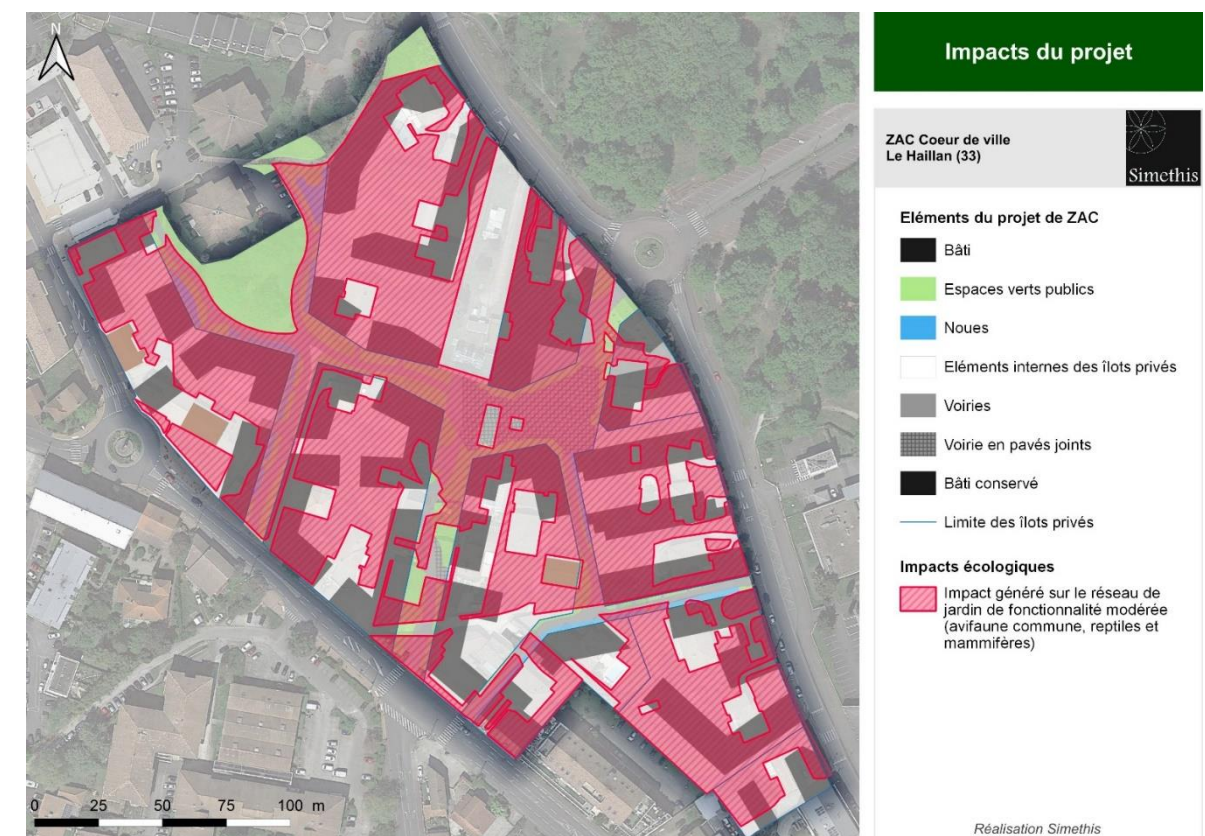 N
0 25 50 75 100 m
Impacts du projet
ZAC Coeur de ville
Le Haillan (33)
Simethis
Eléments du projet de ZAC
Bâti
Espaces verts publics
Noues
Eléments internes des îlots privés
Voiries
Voirie en pavés joints
Bâti conservé
Limite des îlots privés
Impacts écologiques
Impact généré sur le réseau de
jardin de fonctionnalité modérée
(avifaune commune, reptiles et
mammifères)
Réalisation Simethis